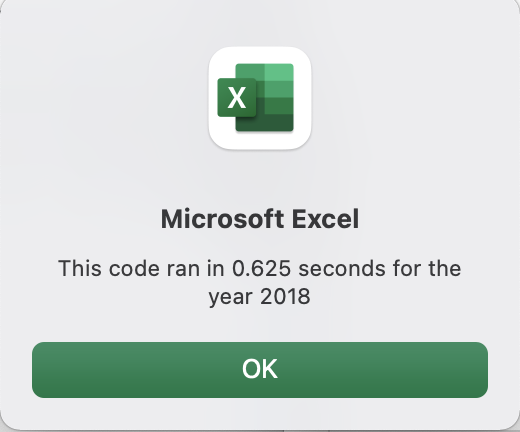 X
Microsoft Excel
This code ran in 0.625 seconds for the
year 2018
OK